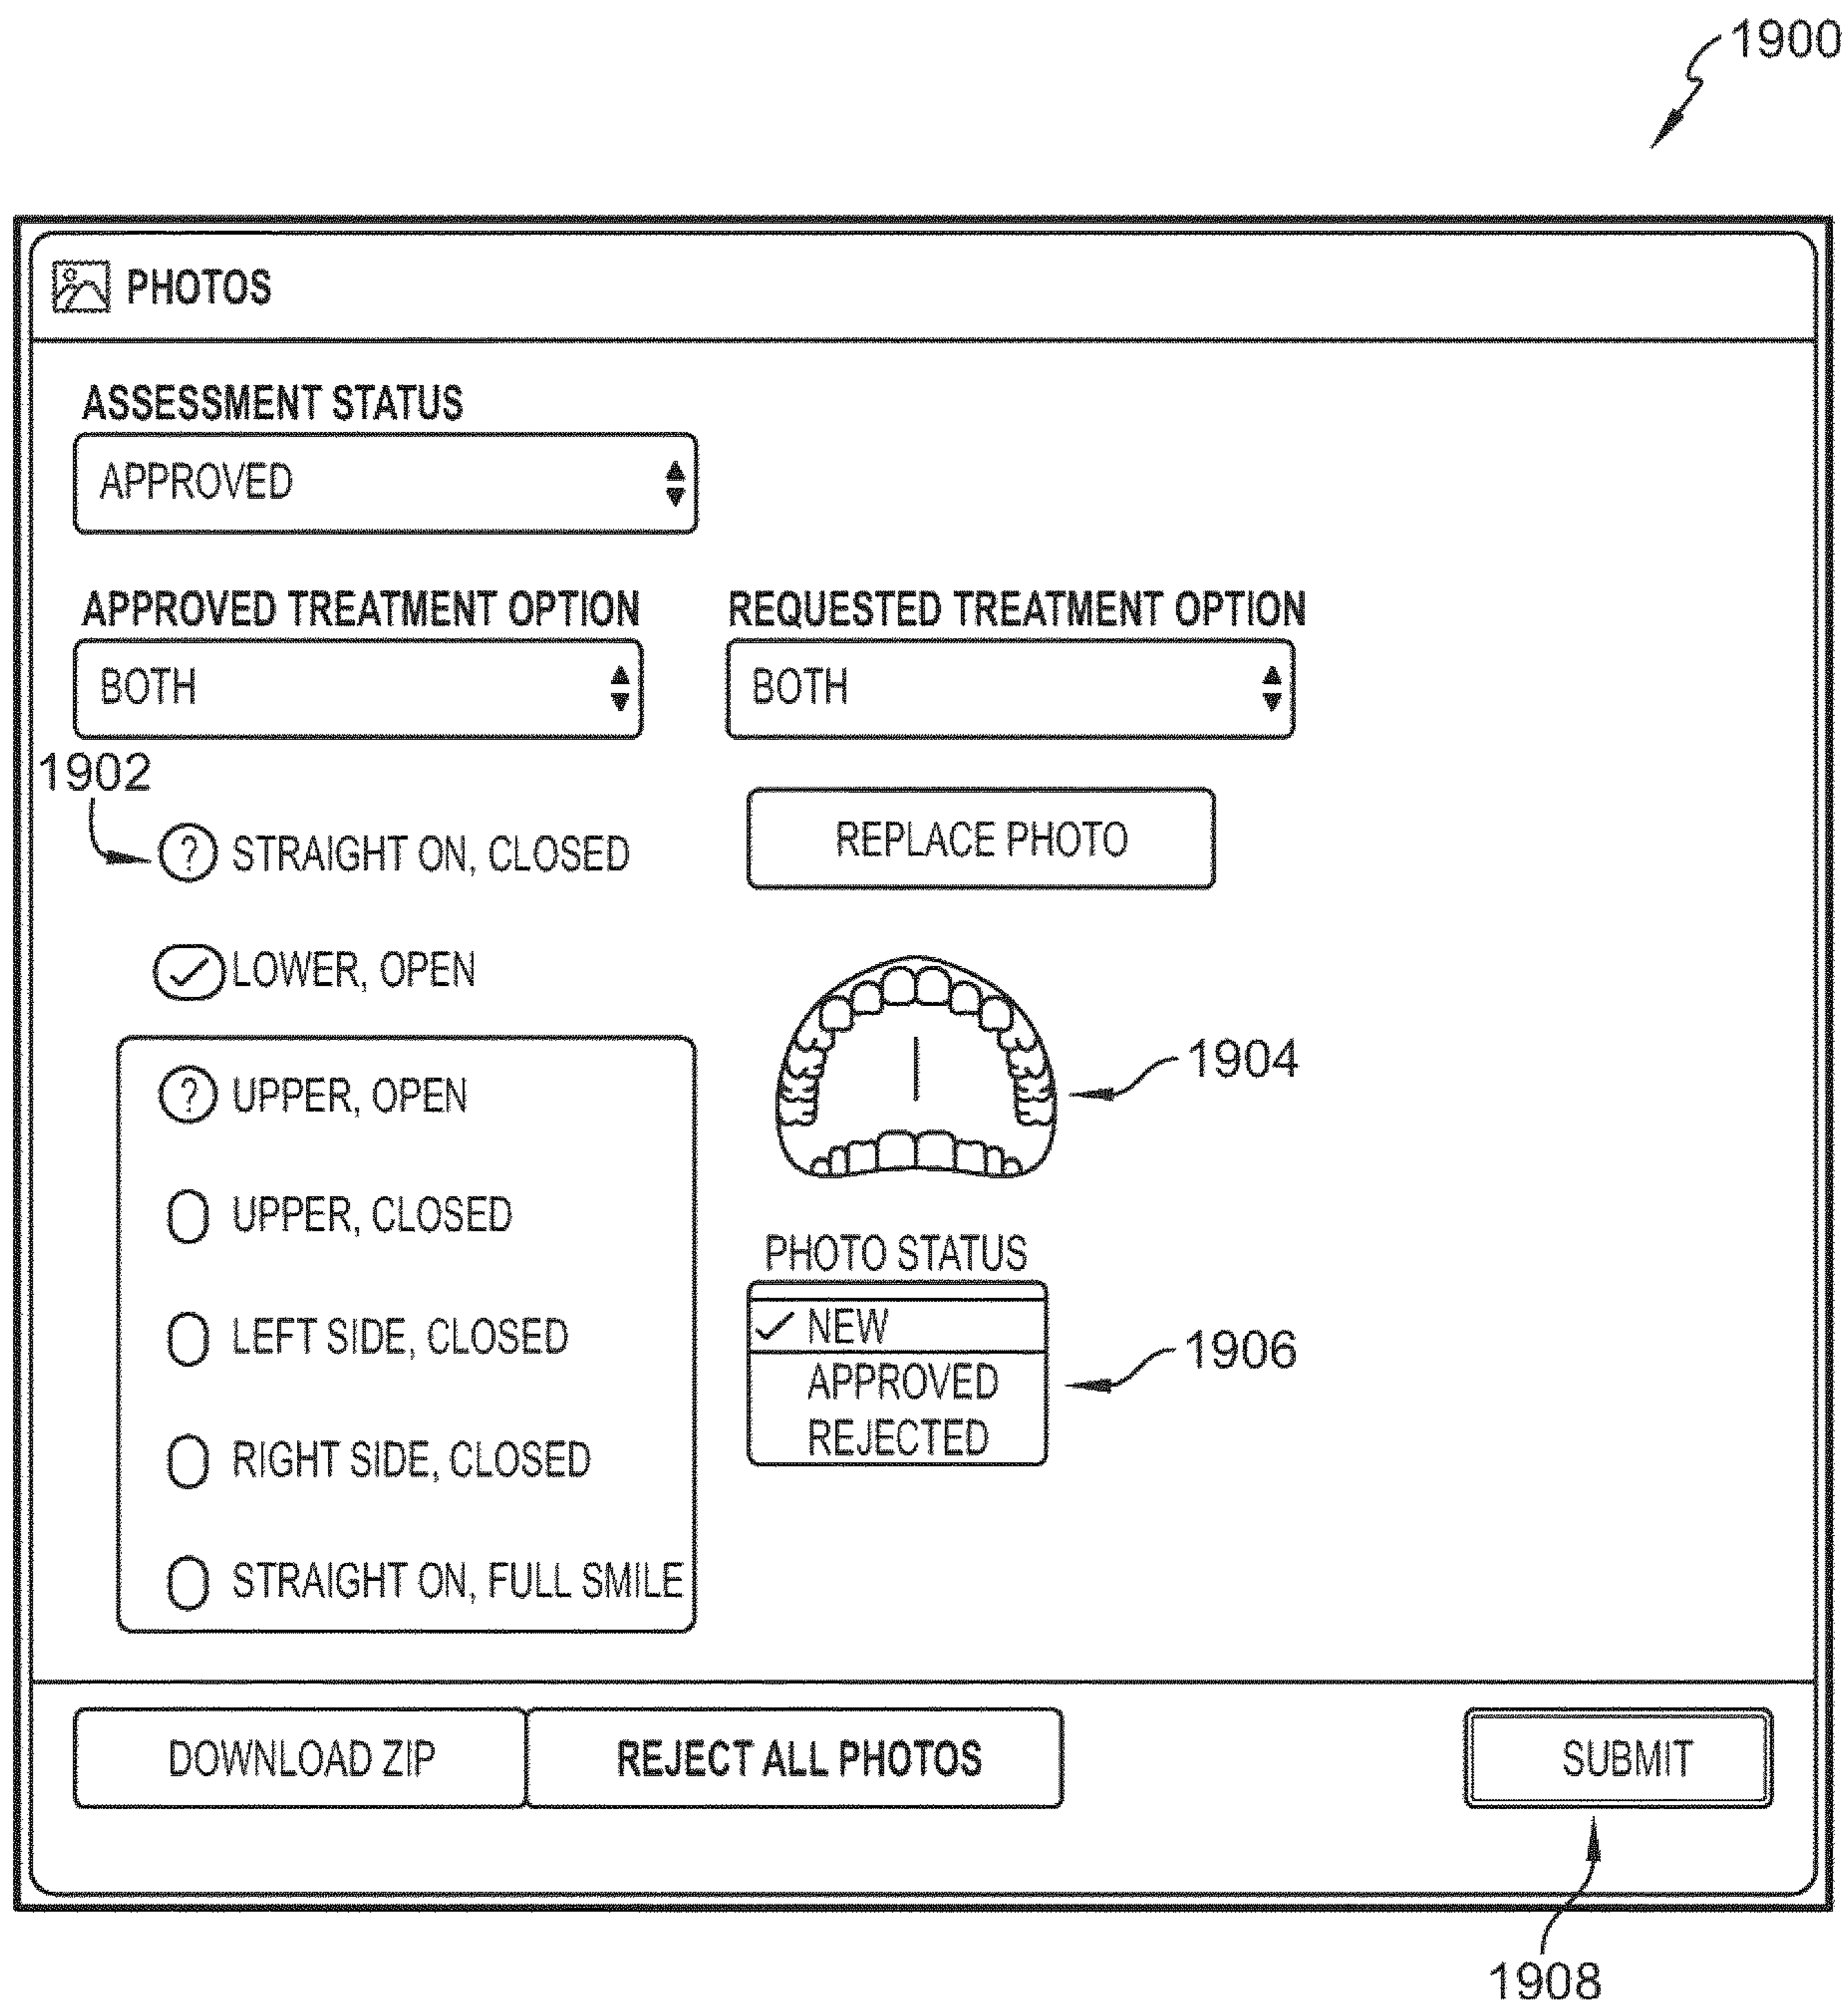 1900
PHOTOS
ASSESSMENT STATUS
APPROVED
APPROVED TREATMENT OPTION
BOTH
REQUESTED TREATMENT OPTION
BOTH
1902
? STRAIGHT ON, CLOSED
REPLACE PHOTO
LOWER, OPEN
? UPPER, OPEN
UPPER, CLOSED
LEFT SIDE, CLOSED
RIGHT SIDE, CLOSED
STRAIGHT ON, FULL SMILE
1904
PHOTO STATUS
NEW
APPROVED
REJECTED
1906
DOWNLOAD ZIP
REJECT ALL PHOTOS
SUBMIT
1908